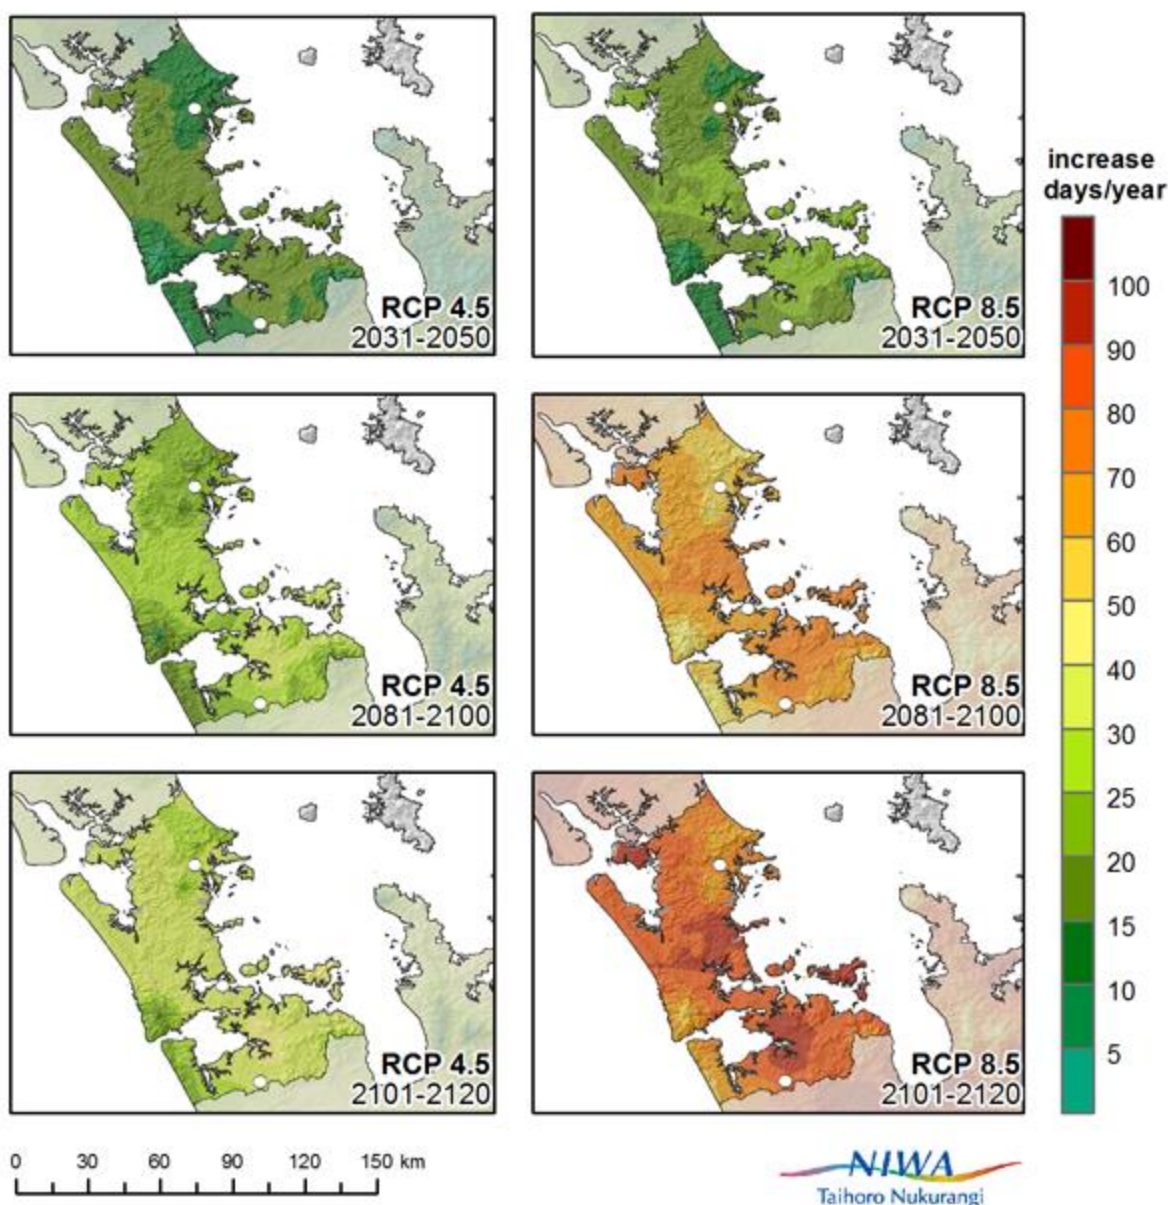 RCP 4.5
2031-2050
RCP 8.5
2031-2050
increase
days/year
100
90
80
70
60
50
40
30
25
20
15
10
5
RCP 4.5
2081-2100
RCP 8.5
2081-2100
RCP 4.5
2101-2120
RCP 8.5
2101-2120
0 30 60 90 120 150 km
NIWA
Taihoro Nukurangi